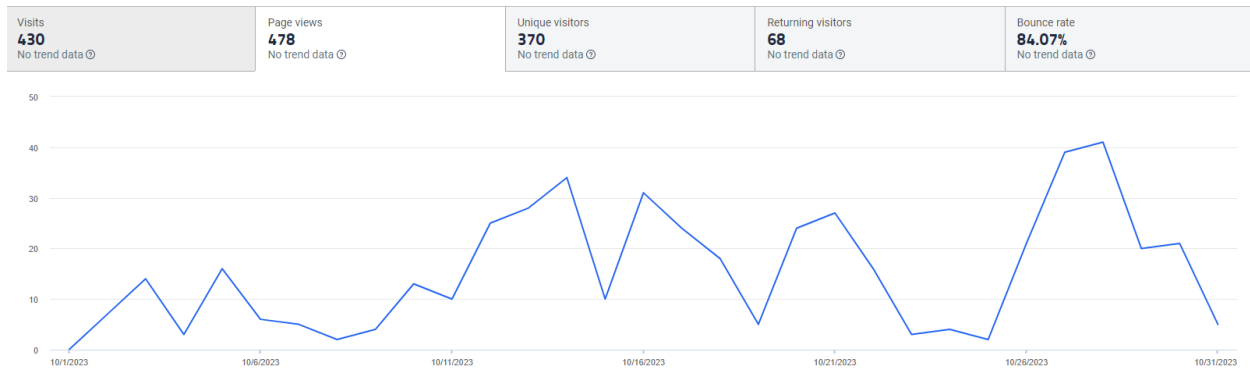 Visits
430
No trend data
Page views
478
No trend data
Unique visitors
370
No trend data
Returning visitors
68
No trend data
Bounce rate
84.07%
No trend data
50
40
30
20
10
0
10/1/2023 10/6/2023 10/11/2023 10/16/2023 10/21/2023 10/26/2023 10/31/2023